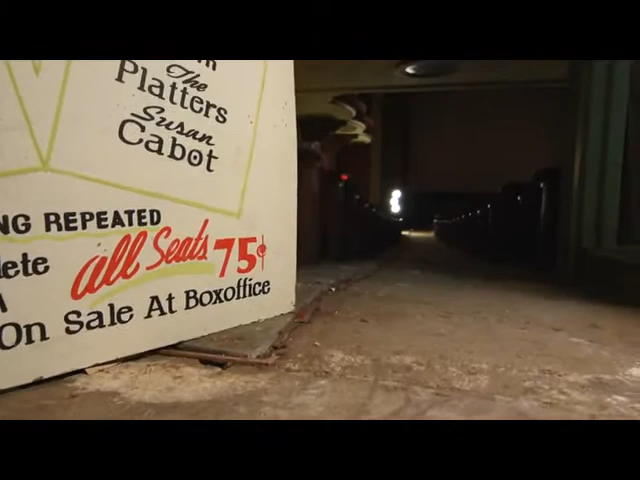 The
Platters
Susan
Cabot
NG REPEATED
lete
all Seats 75¢
On Sale At Boxoffice